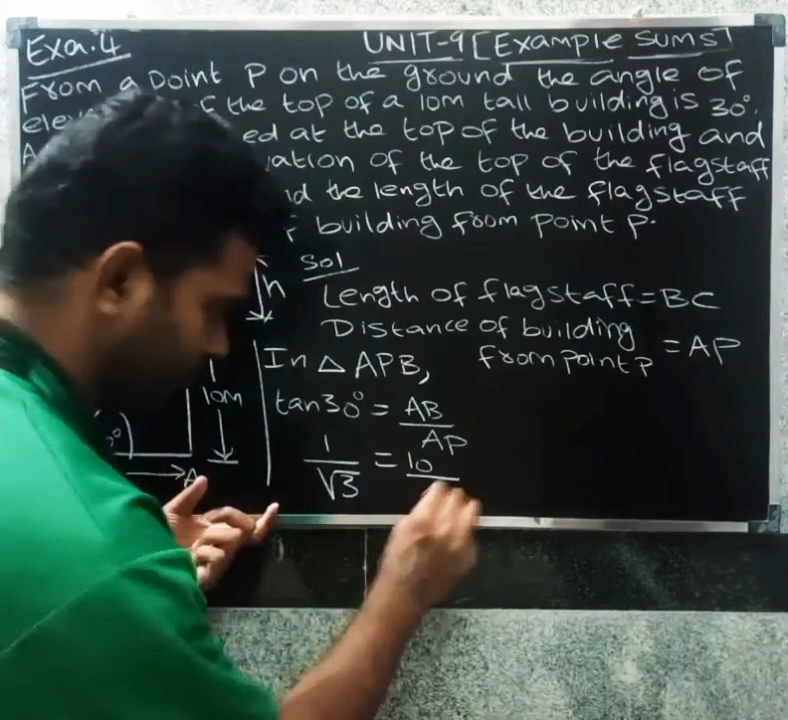 Exa.4 UNIT-9 [Example sums]
From a point P on the ground the angle of
the top of a 10m tall building is 30°.
at the top of the building and
of the top of the flagstaff
the length of the flagstaff
building from point P.
Sol
h
Length of flagstaff = BC
Distance of building
from point P = AP
In △ APB,
10M
tan30° = AB/AP
1/√3 = 10/
A